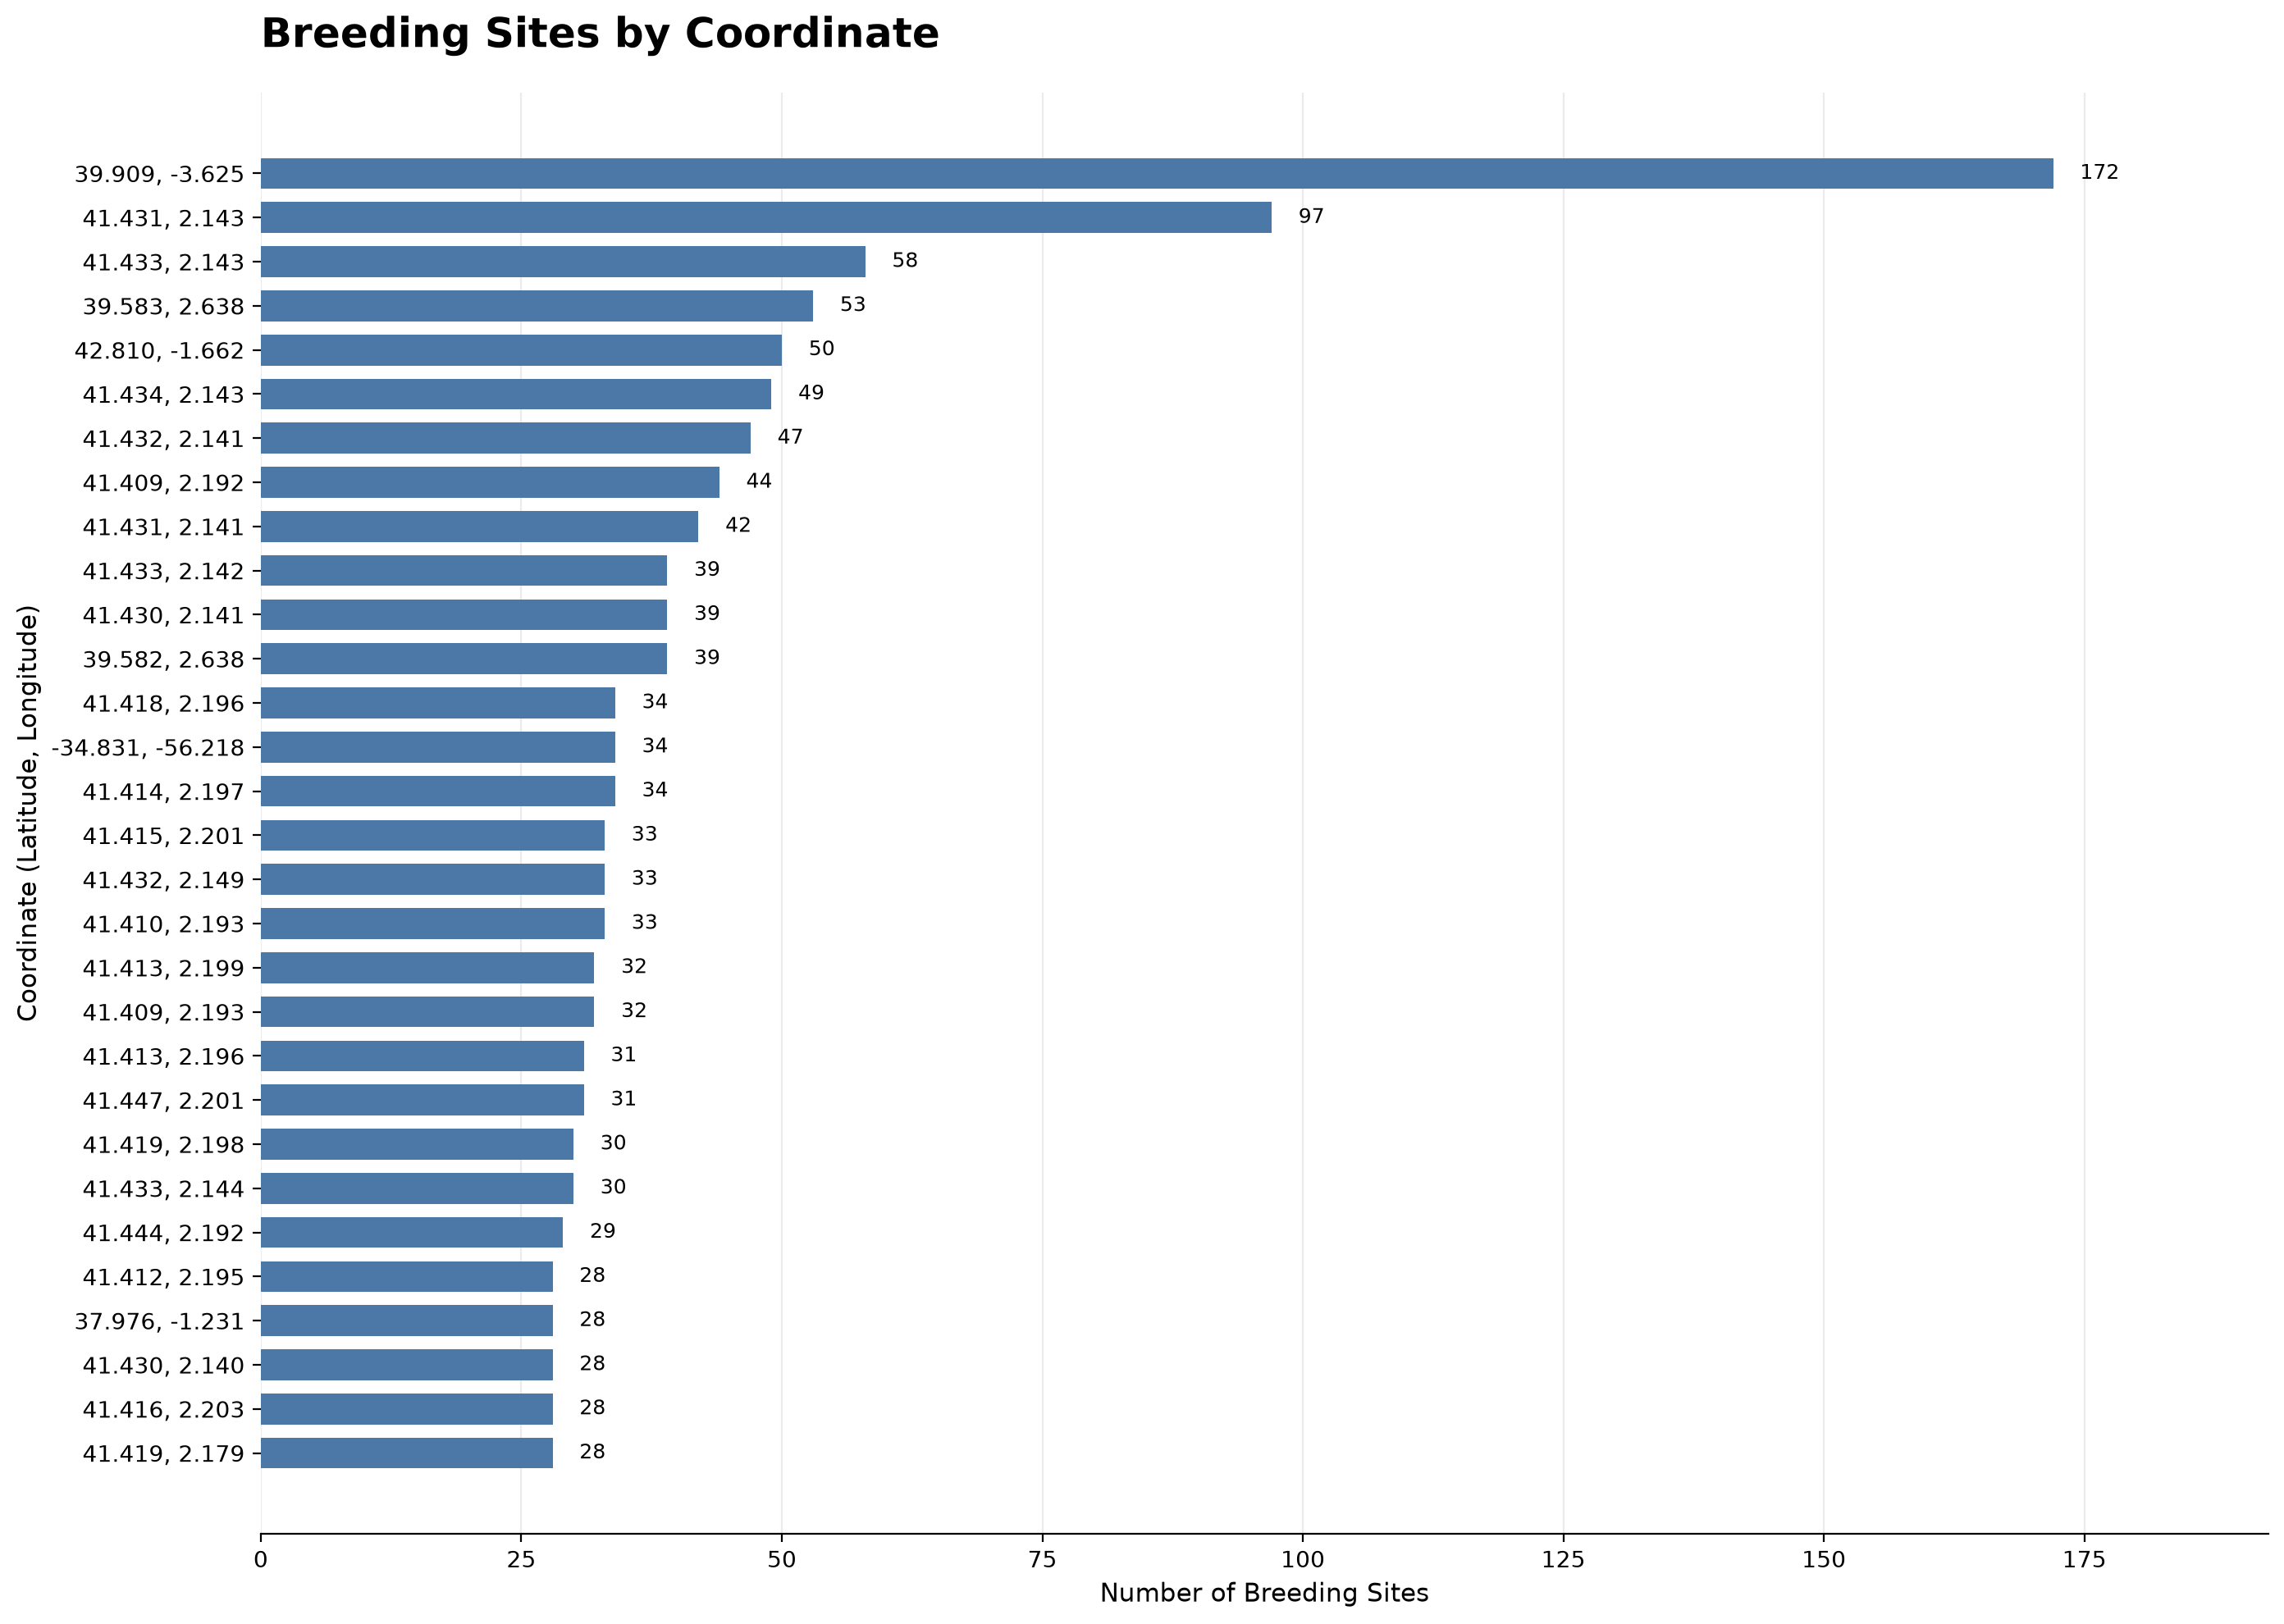 Breeding Sites by Coordinate
Coordinate (Latitude, Longitude)
39.909, -3.625 172
41.431, 2.143 97
41.433, 2.143 58
39.583, 2.638 53
42.810, -1.662 50
41.434, 2.143 49
41.432, 2.141 47
41.409, 2.192 44
41.431, 2.141 42
41.433, 2.142 39
41.430, 2.141 39
39.582, 2.638 39
41.418, 2.196 34
-34.831, -56.218 34
41.414, 2.197 34
41.415, 2.201 33
41.432, 2.149 33
41.410, 2.193 33
41.413, 2.199 32
41.409, 2.193 32
41.413, 2.196 31
41.447, 2.201 31
41.419, 2.198 30
41.433, 2.144 30
41.444, 2.192 29
41.412, 2.195 28
37.976, -1.231 28
41.430, 2.140 28
41.416, 2.203 28
41.419, 2.179 28
0 25 50 75 100 125 150 175
Number of Breeding Sites